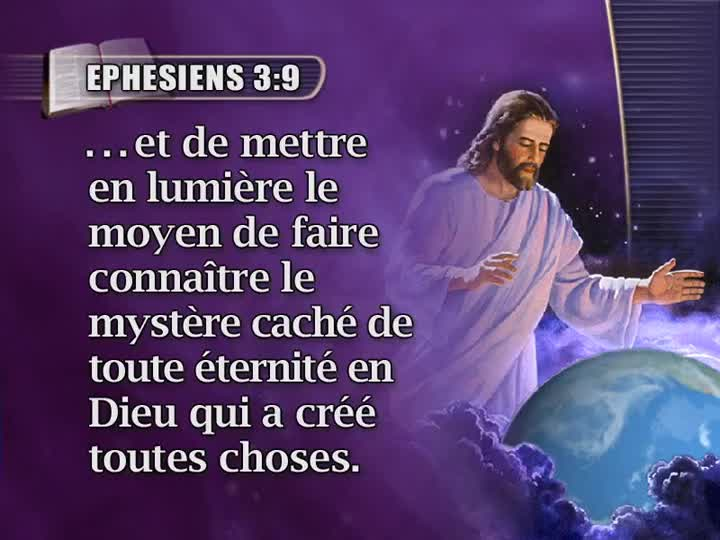 EPHESIENS 3:9
...et de mettre
en lumière le
moyen de faire
connaître le
mystère caché de
toute éternité en
Dieu qui a créé
toutes choses.